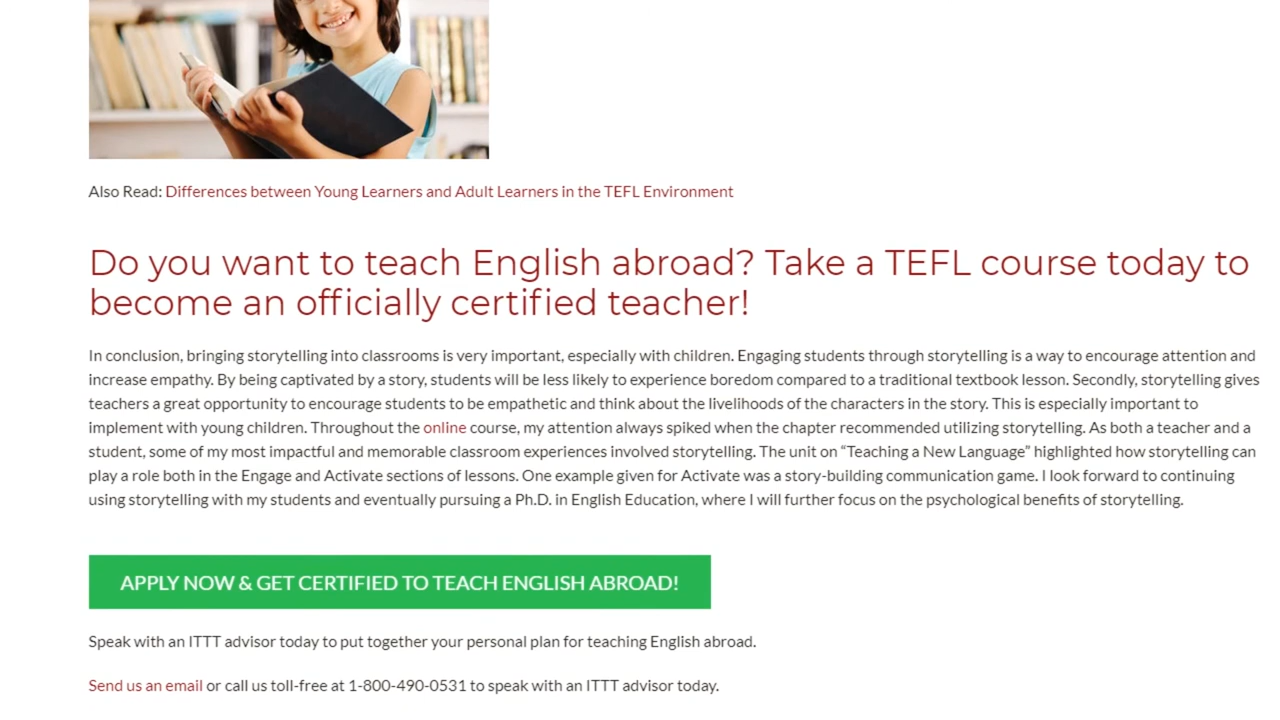 Also Read: Differences between Young Learners and Adult Learners in the TEFL Environment
Do you want to teach English abroad? Take a TEFL course today to
become an officially certified teacher!
In conclusion, bringing storytelling into classrooms is very important, especially with children. Engaging students through storytelling is a way to encourage attention and
increase empathy. By being captivated by a story, students will be less likely to experience boredom compared to a traditional textbook lesson. Secondly, storytelling gives
teachers a great opportunity to encourage students to be empathetic and think about the livelihoods of the characters in the story. This is especially important to
implement with young children. Throughout the online course, my attention always spiked when the chapter recommended utilizing storytelling. As both a teacher and a
student, some of my most impactful and memorable classroom experiences involved storytelling. The unit on “Teaching a New Language” highlighted how storytelling can
play a role both in the Engage and Activate sections of lessons. One example given for Activate was a story-building communication game. I look forward to continuing
using storytelling with my students and eventually pursuing a Ph.D. in English Education, where I will further focus on the psychological benefits of storytelling.
APPLY NOW & GET CERTIFIED TO TEACH ENGLISH ABROAD!
Speak with an ITTT advisor today to put together your personal plan for teaching English abroad.
Send us an email or call us toll-free at 1-800-490-0531 to speak with an ITTT advisor today.